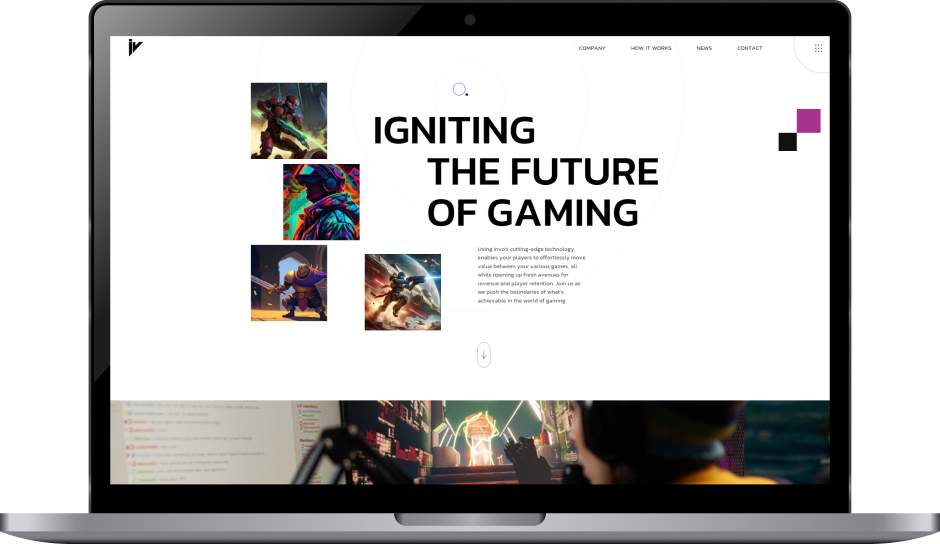 iv
COMPANY
HOW IT WORKS
NEWS
CONTACT
IGNITING
THE FUTURE
OF GAMING
Using invo's cutting-edge technology,
enables your players to effortlessly move
value between your various games, all
while opening up fresh avenues for
revenue and player retention. Join us as
we push the boundaries of what's
achievable in the world of gaming.